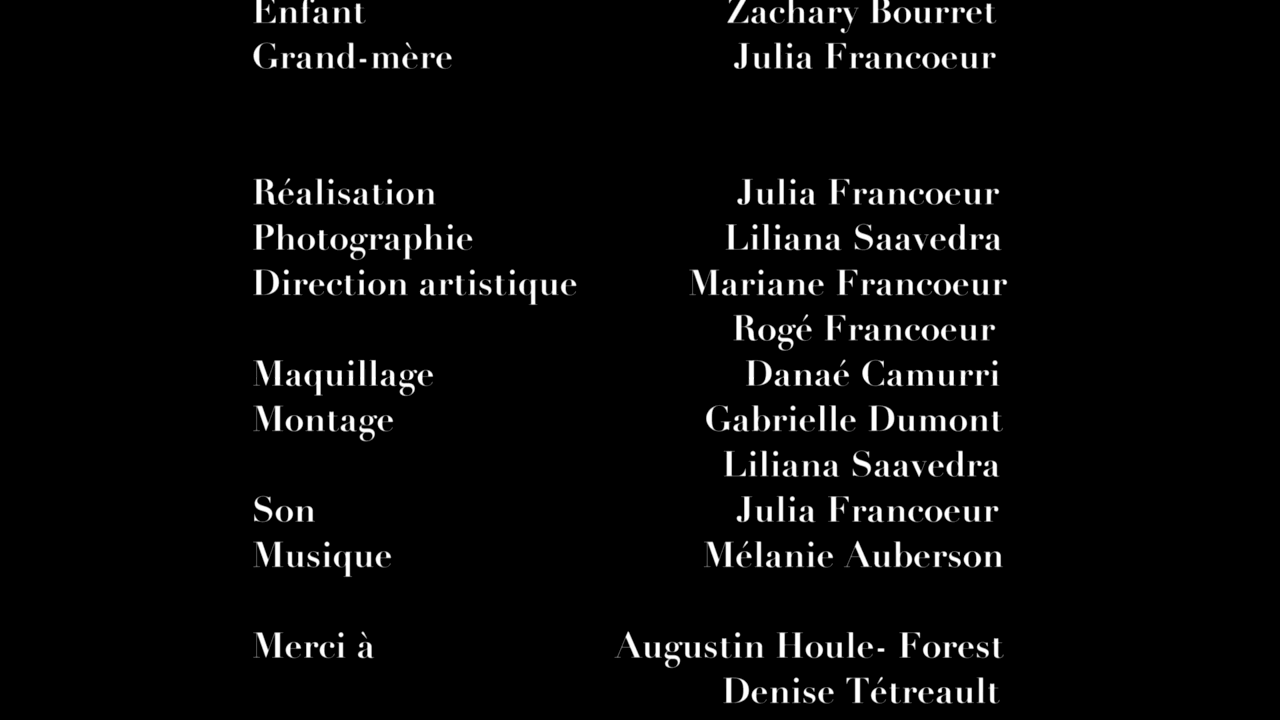 Enfant Zachary Bourret
Grand-mère Julia Francoeur
Réalisation Julia Francoeur
Photographie Liliana Saavedra
Direction artistique Mariane Francoeur
Rogé Francoeur
Maquillage Danaé Camurri
Montage Gabrielle Dumont
Liliana Saavedra
Son Julia Francoeur
Musique Mélanie Auberson
Merci à Augustin Houle- Forest
Denise Tétreault